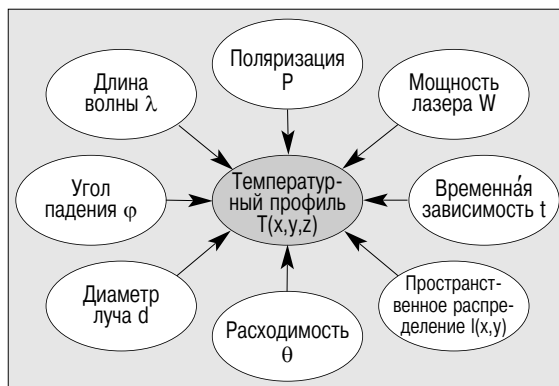 Поляризация
P
Длина
волны λ
Мощность
лазера W
Угол
падения φ
Температур-
ный профиль
T(x,y,z)
Временна́я
зависимость t
Диаметр
луча d
Расходимость
θ
Пространст-
венное распре-
деление I(x,y)